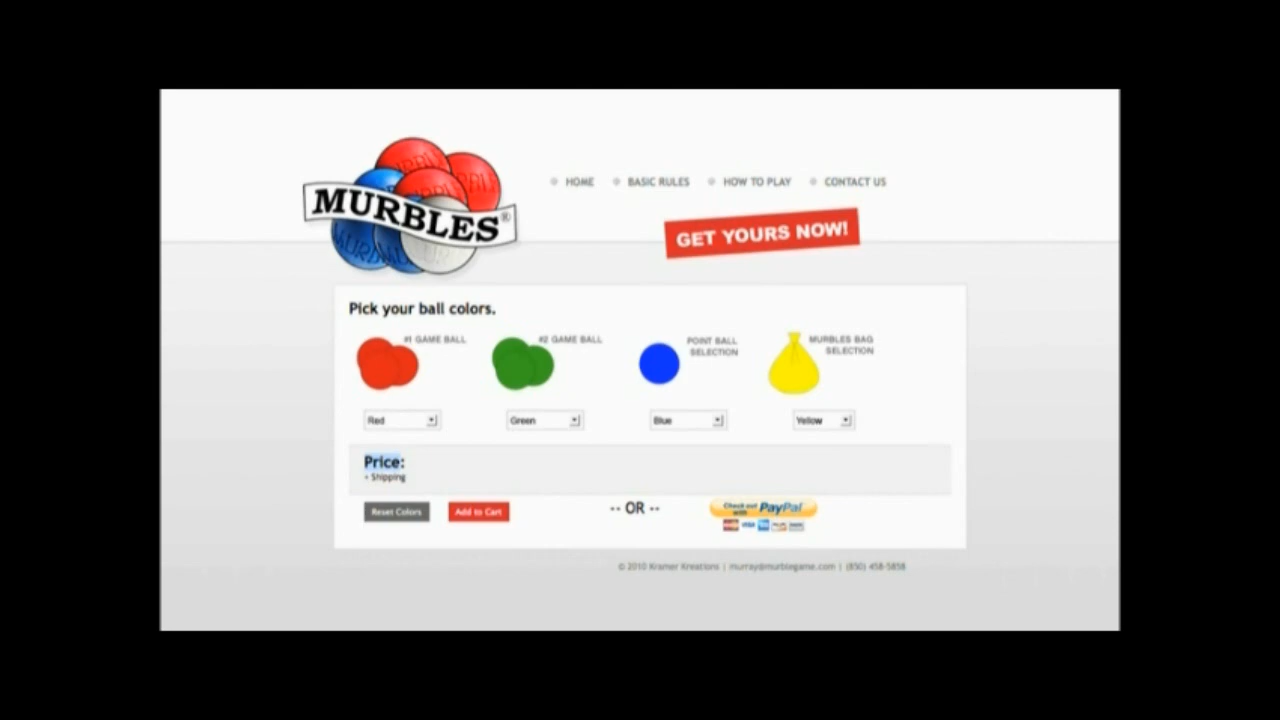 MURBLES®
HOME
BASIC RULES
HOW TO PLAY
CONTACT US
GET YOURS NOW!
Pick your ball colors.
#1 GAME BALL
#2 GAME BALL
POINT BALL
SELECTION
MURBLES BAG
SELECTION
Red
Green
Blue
Yellow
Price:
+ Shipping
Reset Colors
Add to Cart
-- OR --
Check out
with PayPal
VISA
© 2010 Kramer Kreations | murray@murblegame.com | (850) 458-5858